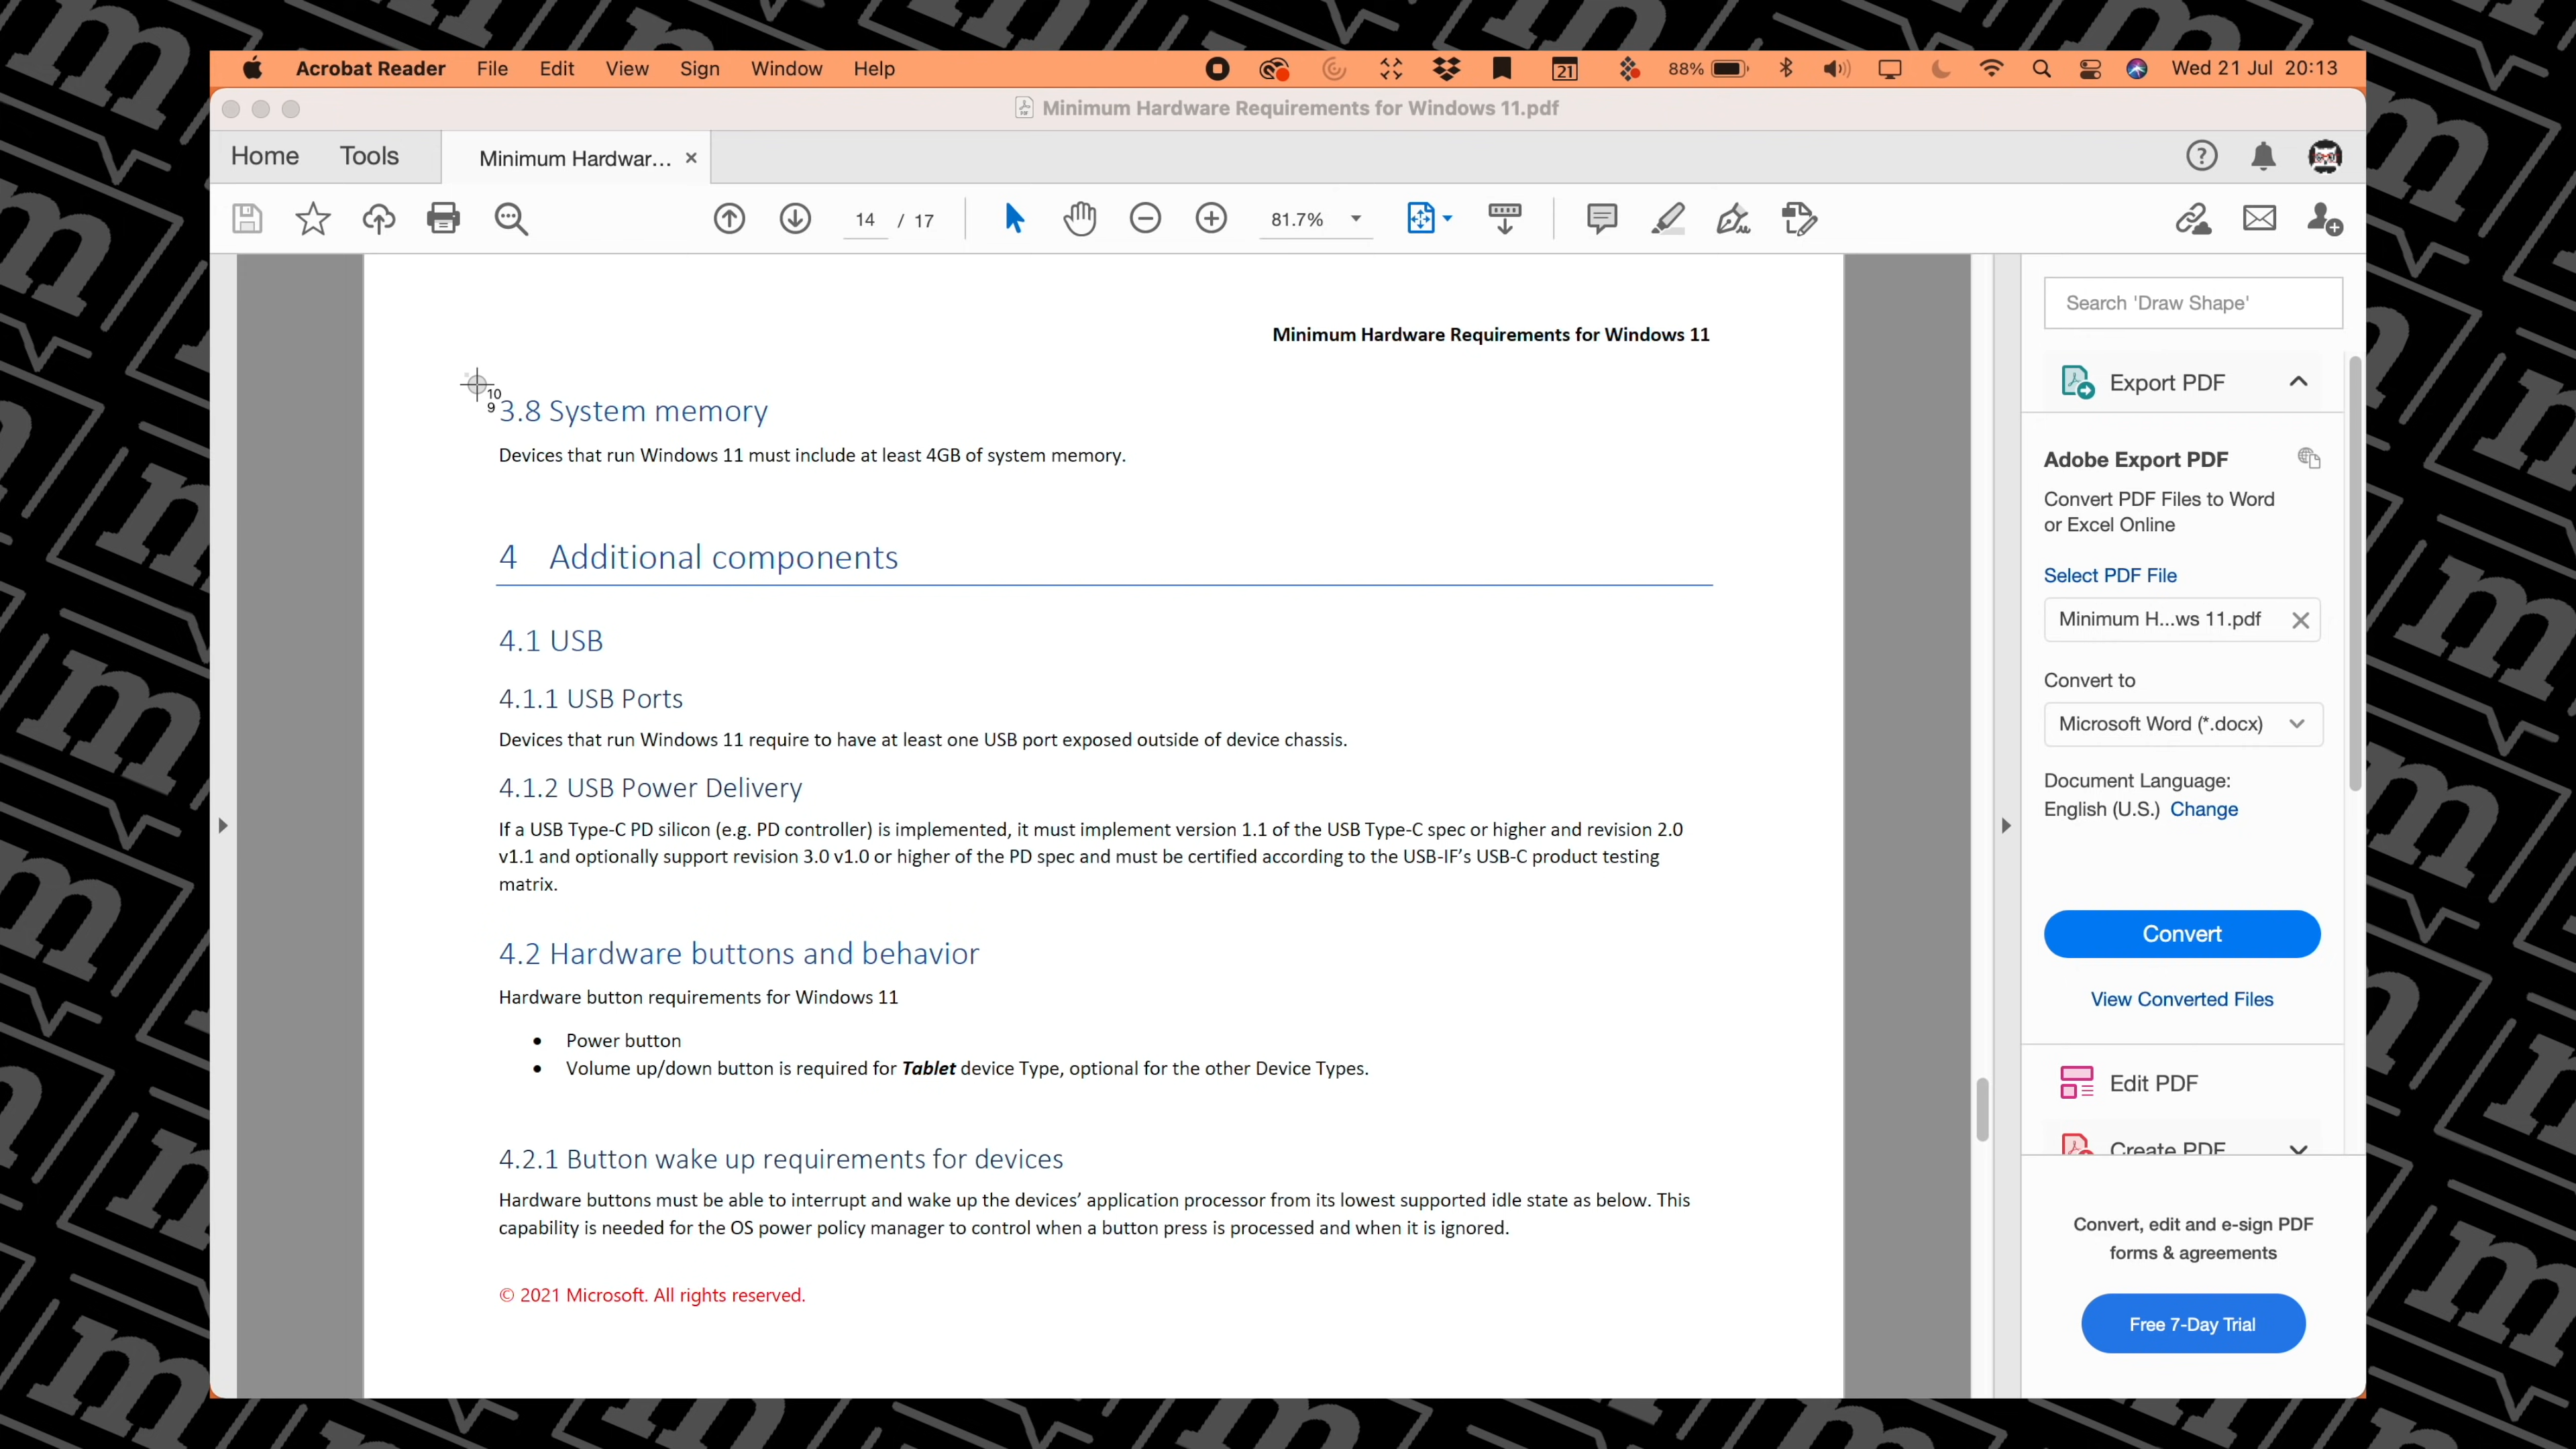 Acrobat Reader File Edit View Sign Window Help 21 88% Wed 21 Jul 20:13
Minimum Hardware Requirements for Windows 11.pdf
Home Tools Minimum Hardwar...
14 / 17 81.7%
Minimum Hardware Requirements for Windows 11
10
9
3.8 System memory
Devices that run Windows 11 must include at least 4GB of system memory.
4 Additional components
4.1 USB
4.1.1 USB Ports
Devices that run Windows 11 require to have at least one USB port exposed outside of device chassis.
4.1.2 USB Power Delivery
If a USB Type-C PD silicon (e.g. PD controller) is implemented, it must implement version 1.1 of the USB Type-C spec or higher and revision 2.0
v1.1 and optionally support revision 3.0 v1.0 or higher of the PD spec and must be certified according to the USB-IF’s USB-C product testing
matrix.
4.2 Hardware buttons and behavior
Hardware button requirements for Windows 11
• Power button
• Volume up/down button is required for Tablet device Type, optional for the other Device Types.
4.2.1 Button wake up requirements for devices
Hardware buttons must be able to interrupt and wake up the devices’ application processor from its lowest supported idle state as below. This
capability is needed for the OS power policy manager to control when a button press is processed and when it is ignored.
© 2021 Microsoft. All rights reserved.
Search 'Draw Shape'
Export PDF
Adobe Export PDF
Convert PDF Files to Word
or Excel Online
Select PDF File
Minimum H...ws 11.pdf
Convert to
Microsoft Word (*.docx)
Document Language:
English (U.S.) Change
Convert
View Converted Files
Edit PDF
Create PDF
Convert, edit and e-sign PDF
forms & agreements
Free 7-Day Trial